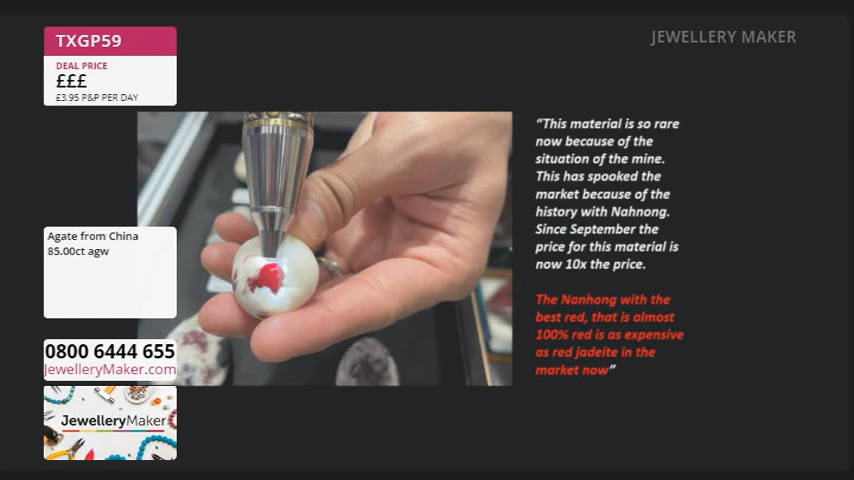 TXGP59
DEAL PRICE
£££
£3.95 P&P PER DAY
JEWELLERY MAKER
Agate from China
85.00ct agw
0800 6444 655
JewelleryMaker.com
JewelleryMaker
“This material is so rare
now because of the
situation of the mine.
This has spooked the
market because of the
history with Nahnong.
Since September the
price for this material is
now 10x the price.
The Nanhong with the
best red, that is almost
100% red is as expensive
as red jadeite in the
market now”